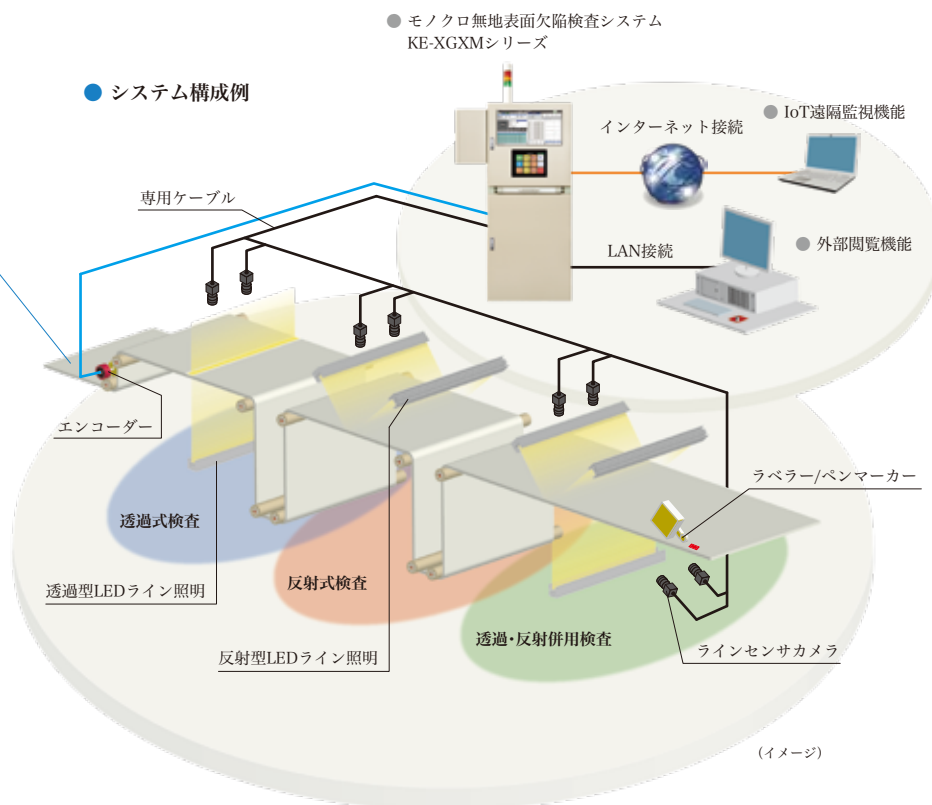 モノクロ無地表面欠陥検査システム
KE-XGXMシリーズ
システム構成例
IoT遠隔監視機能
インターネット接続
専用ケーブル
外部閲覧機能
LAN接続
エンコーダー
ラベラー/ペンマーカー
透過式検査
反射式検査
透過型LEDライン照明
透過・反射併用検査
反射型LEDライン照明
ラインセンサカメラ
(イメージ)